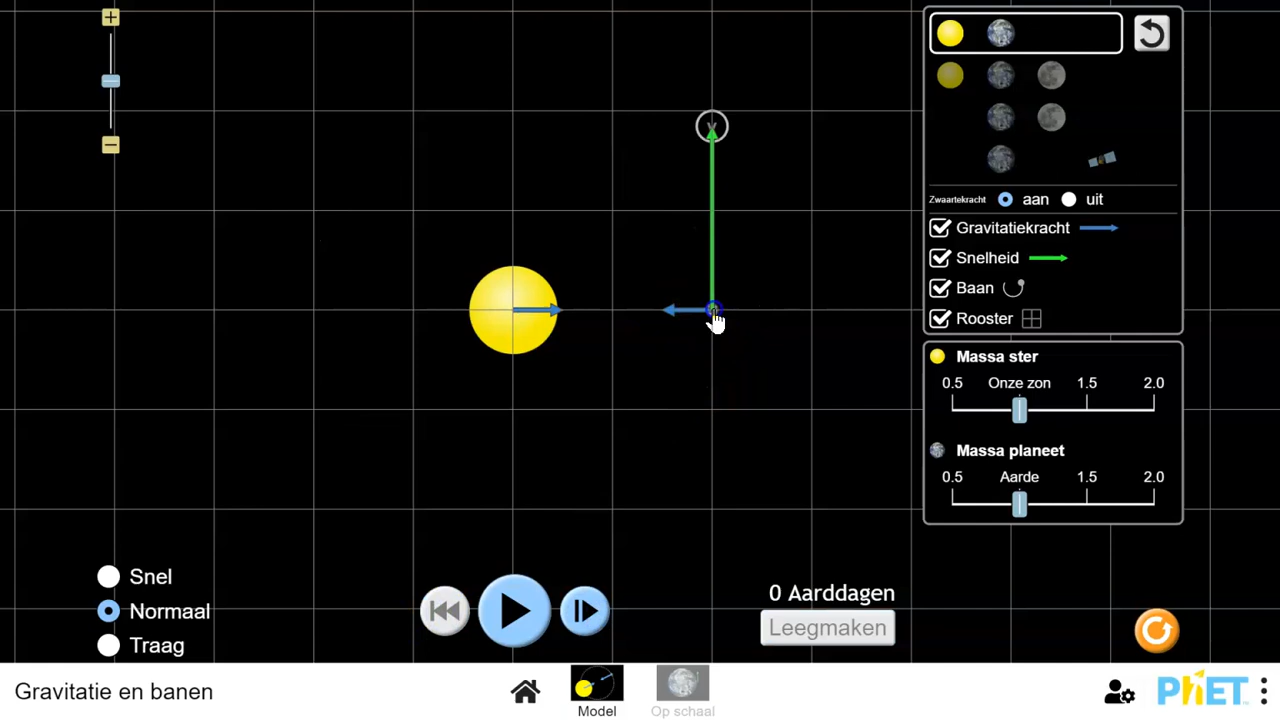 +
−
v
Zwaartekracht aan uit
Gravitatiekracht
Snelheid
Baan
Rooster
Massa ster
0.5 Onze zon 1.5 2.0
Massa planeet
0.5 Aarde 1.5 2.0
Snel
Normaal
Traag
0 Aarddagen
Leegmaken
Gravitatie en banen
Model
Op schaal
PhET